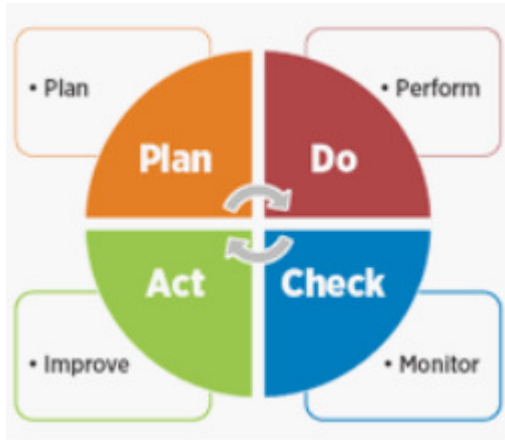 • Plan
• Perform
Plan
Do
Act
Check
• Improve
• Monitor